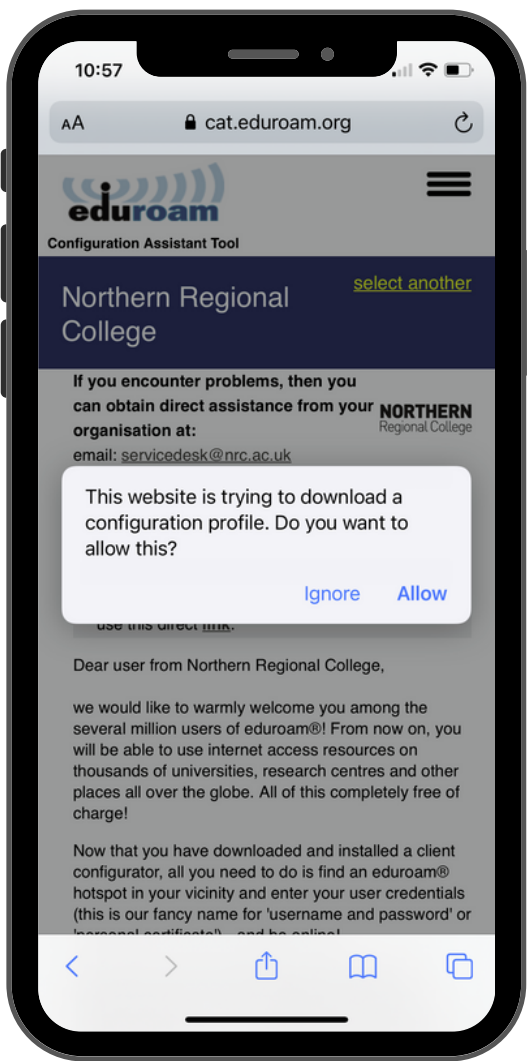 10:57
AA
cat.eduroam.org
eduroam
Configuration Assistant Tool
select another
Northern Regional
College
If you encounter problems, then you
can obtain direct assistance from your
organisation at:
NORTHERN
Regional College
email: servicedesk@nrc.ac.uk
This website is trying to download a
configuration profile. Do you want to
allow this?
Ignore
Allow
use this direct link.
Dear user from Northern Regional College,
we would like to warmly welcome you among the
several million users of eduroam®! From now on, you
will be able to use internet access resources on
thousands of universities, research centres and other
places all over the globe. All of this completely free of
charge!
Now that you have downloaded and installed a client
configurator, all you need to do is find an eduroam®
hotspot in your vicinity and enter your user credentials
(this is our fancy name for 'username and password' or
'personal certificate') - and be online!